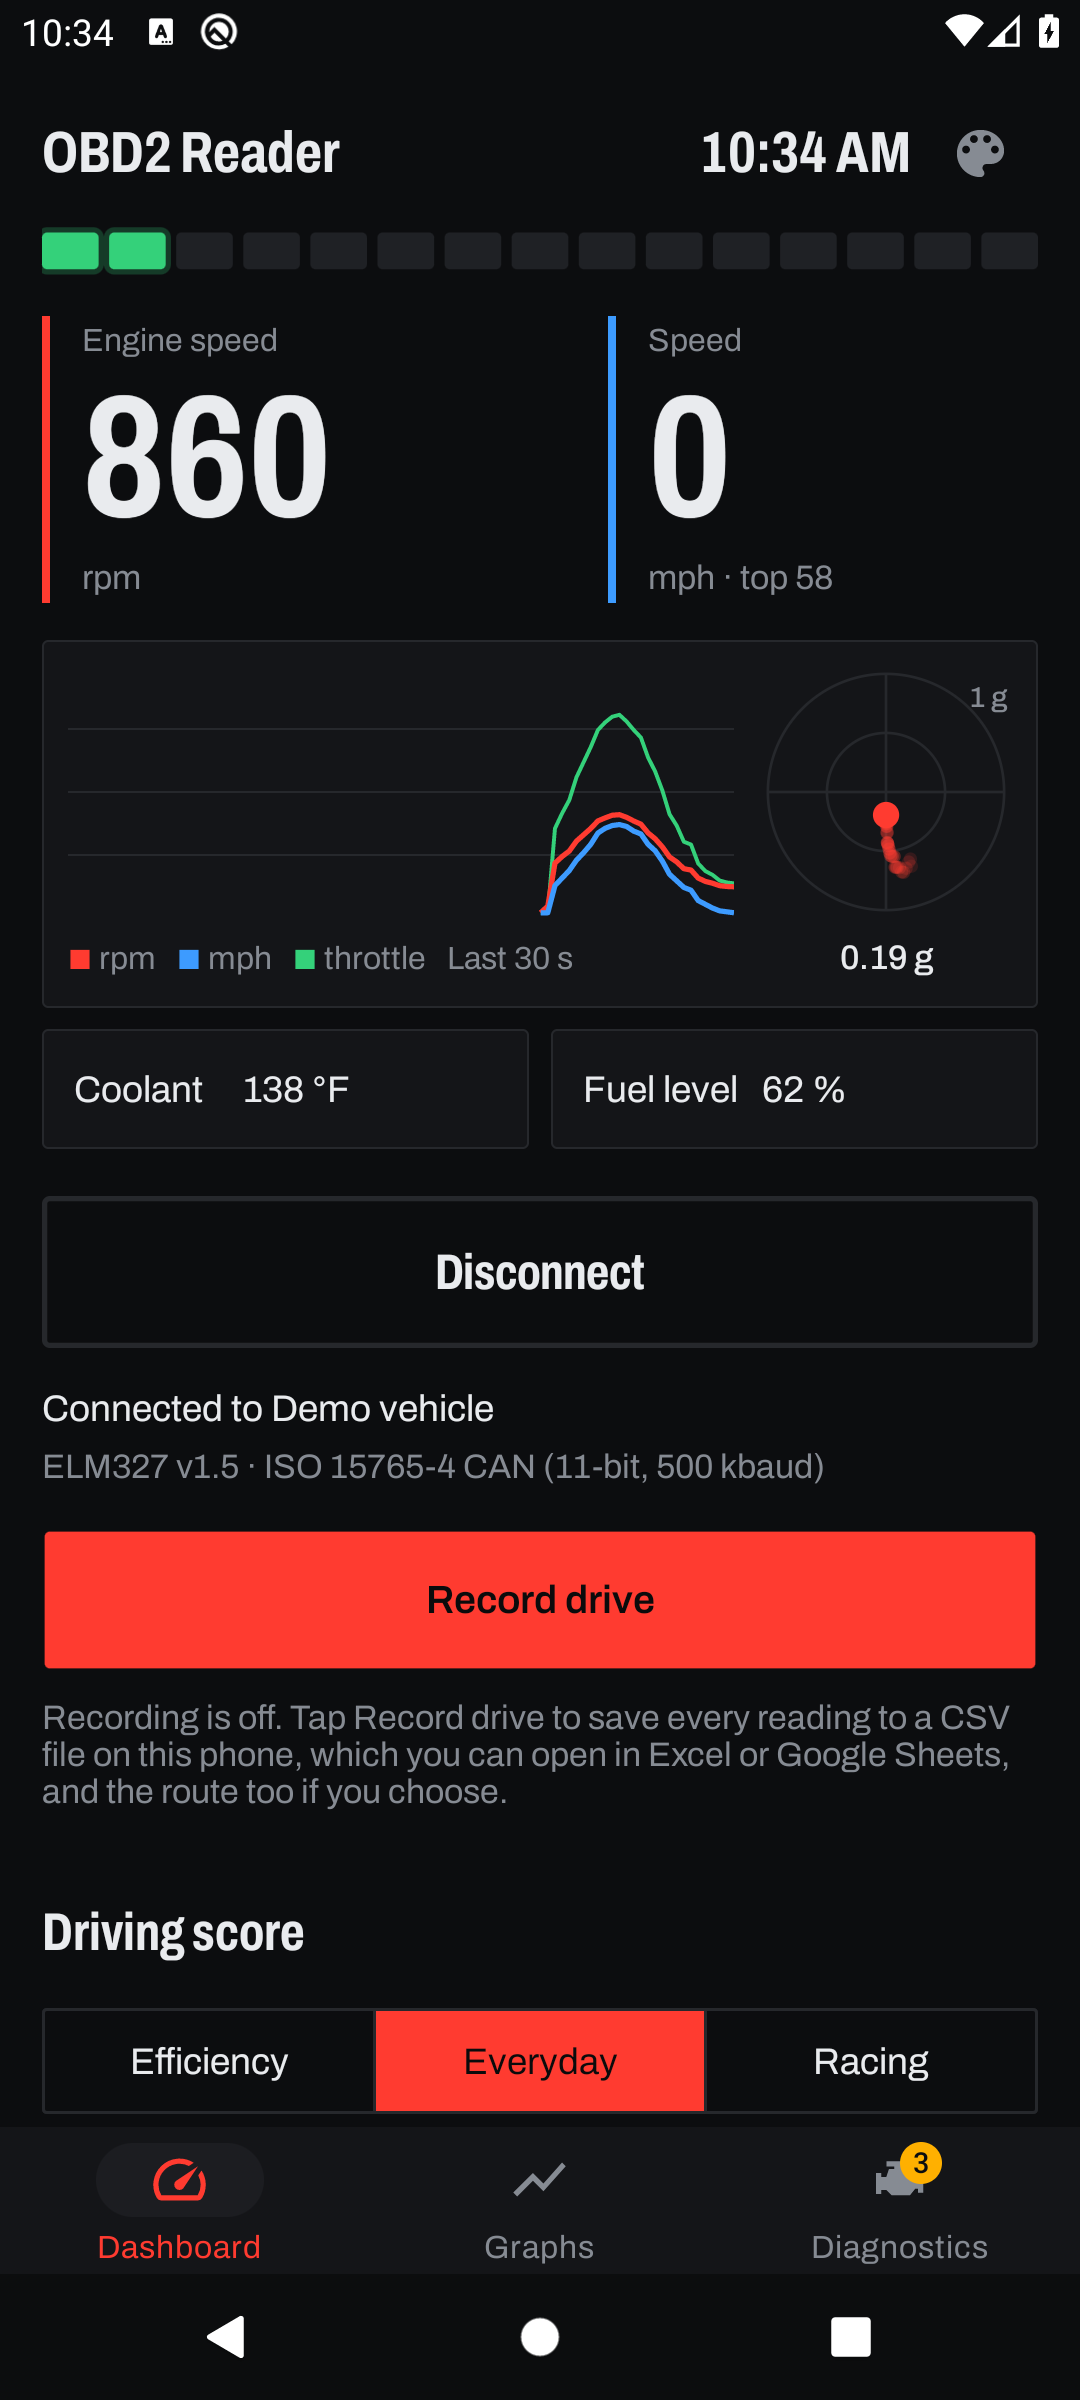 10:34
OBD2 Reader
10:34 AM
Engine speed
860
rpm
Speed
0
mph · top 58
1 g
rpm mph throttle Last 30 s
0.19 g
Coolant 138 °F
Fuel level 62 %
Disconnect
Connected to Demo vehicle
ELM327 v1.5 · ISO 15765-4 CAN (11-bit, 500 kbaud)
Record drive
Recording is off. Tap Record drive to save every reading to a CSV
file on this phone, which you can open in Excel or Google Sheets,
and the route too if you choose.
Driving score
Efficiency
Everyday
Racing
3
Dashboard
Graphs
Diagnostics